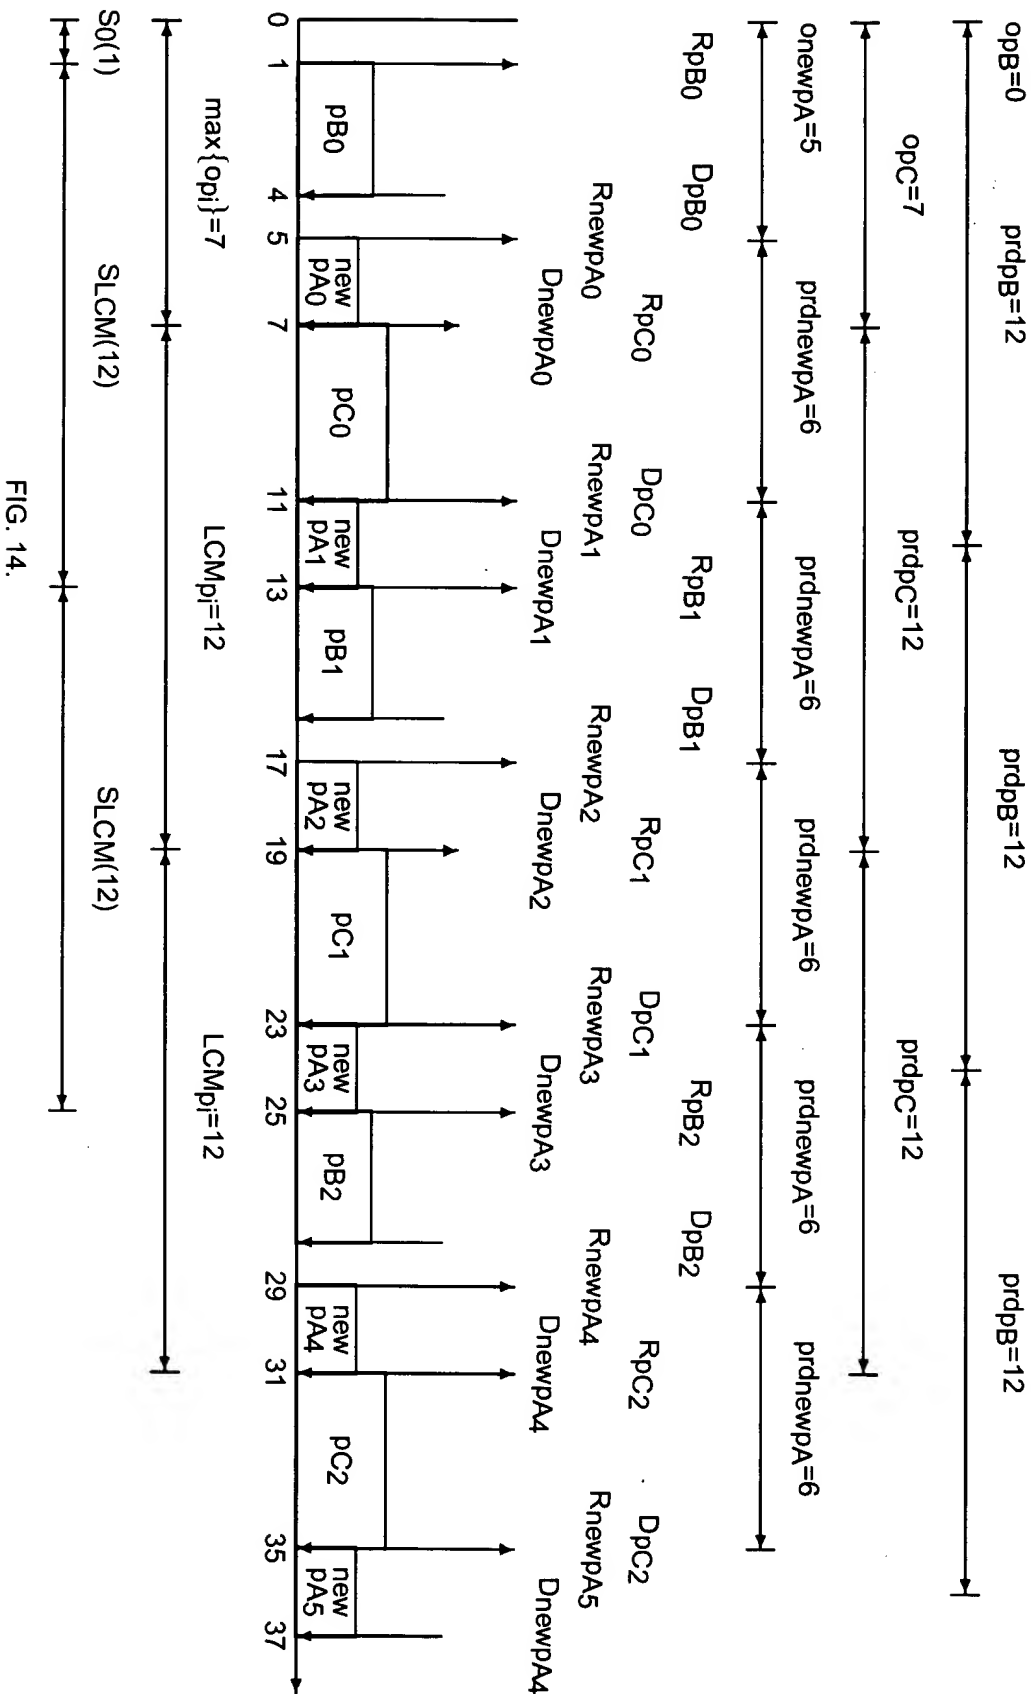 opB=0 prdpB=12 prdpB=12 prdpB=12
opC=7 prdpC=12 prdpC=12
onewpA=5 prdnewpA=6 prdnewpA=6 prdnewpA=6 prdnewpA=6 prdnewpA=6
RpB0 DpB0 RpB1 DpB1 RpB2 DpB2
RpC0 DpC0 RpC1 DpC1 RpC2 DpC2
RnewpA0 RnewpA1 RnewpA2 RnewpA3 RnewpA4 RnewpA5
DnewpA0 DnewpA1 DnewpA2 DnewpA3 DnewpA4 DnewpA4
pB0 new pA0 pC0 new pA1 pB1 new pA2 pC1 new pA3 pB2 new pA4 pC2 new pA5
0 1 4 5 7 11 13 17 19 23 25 29 31 35 37
max{opi}=7 LCMpi=12 LCMpi=12
S0(1) SLCM(12) SLCM(12)
FIG. 14.